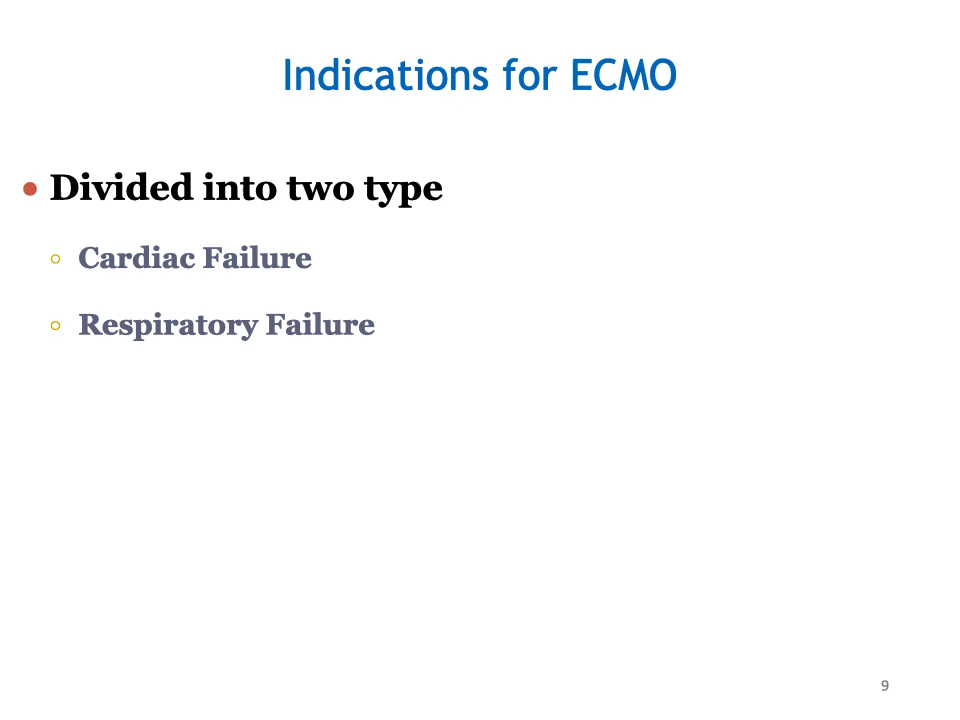 Indications for ECMO
• Divided into two type
○ Cardiac Failure
○ Respiratory Failure
9